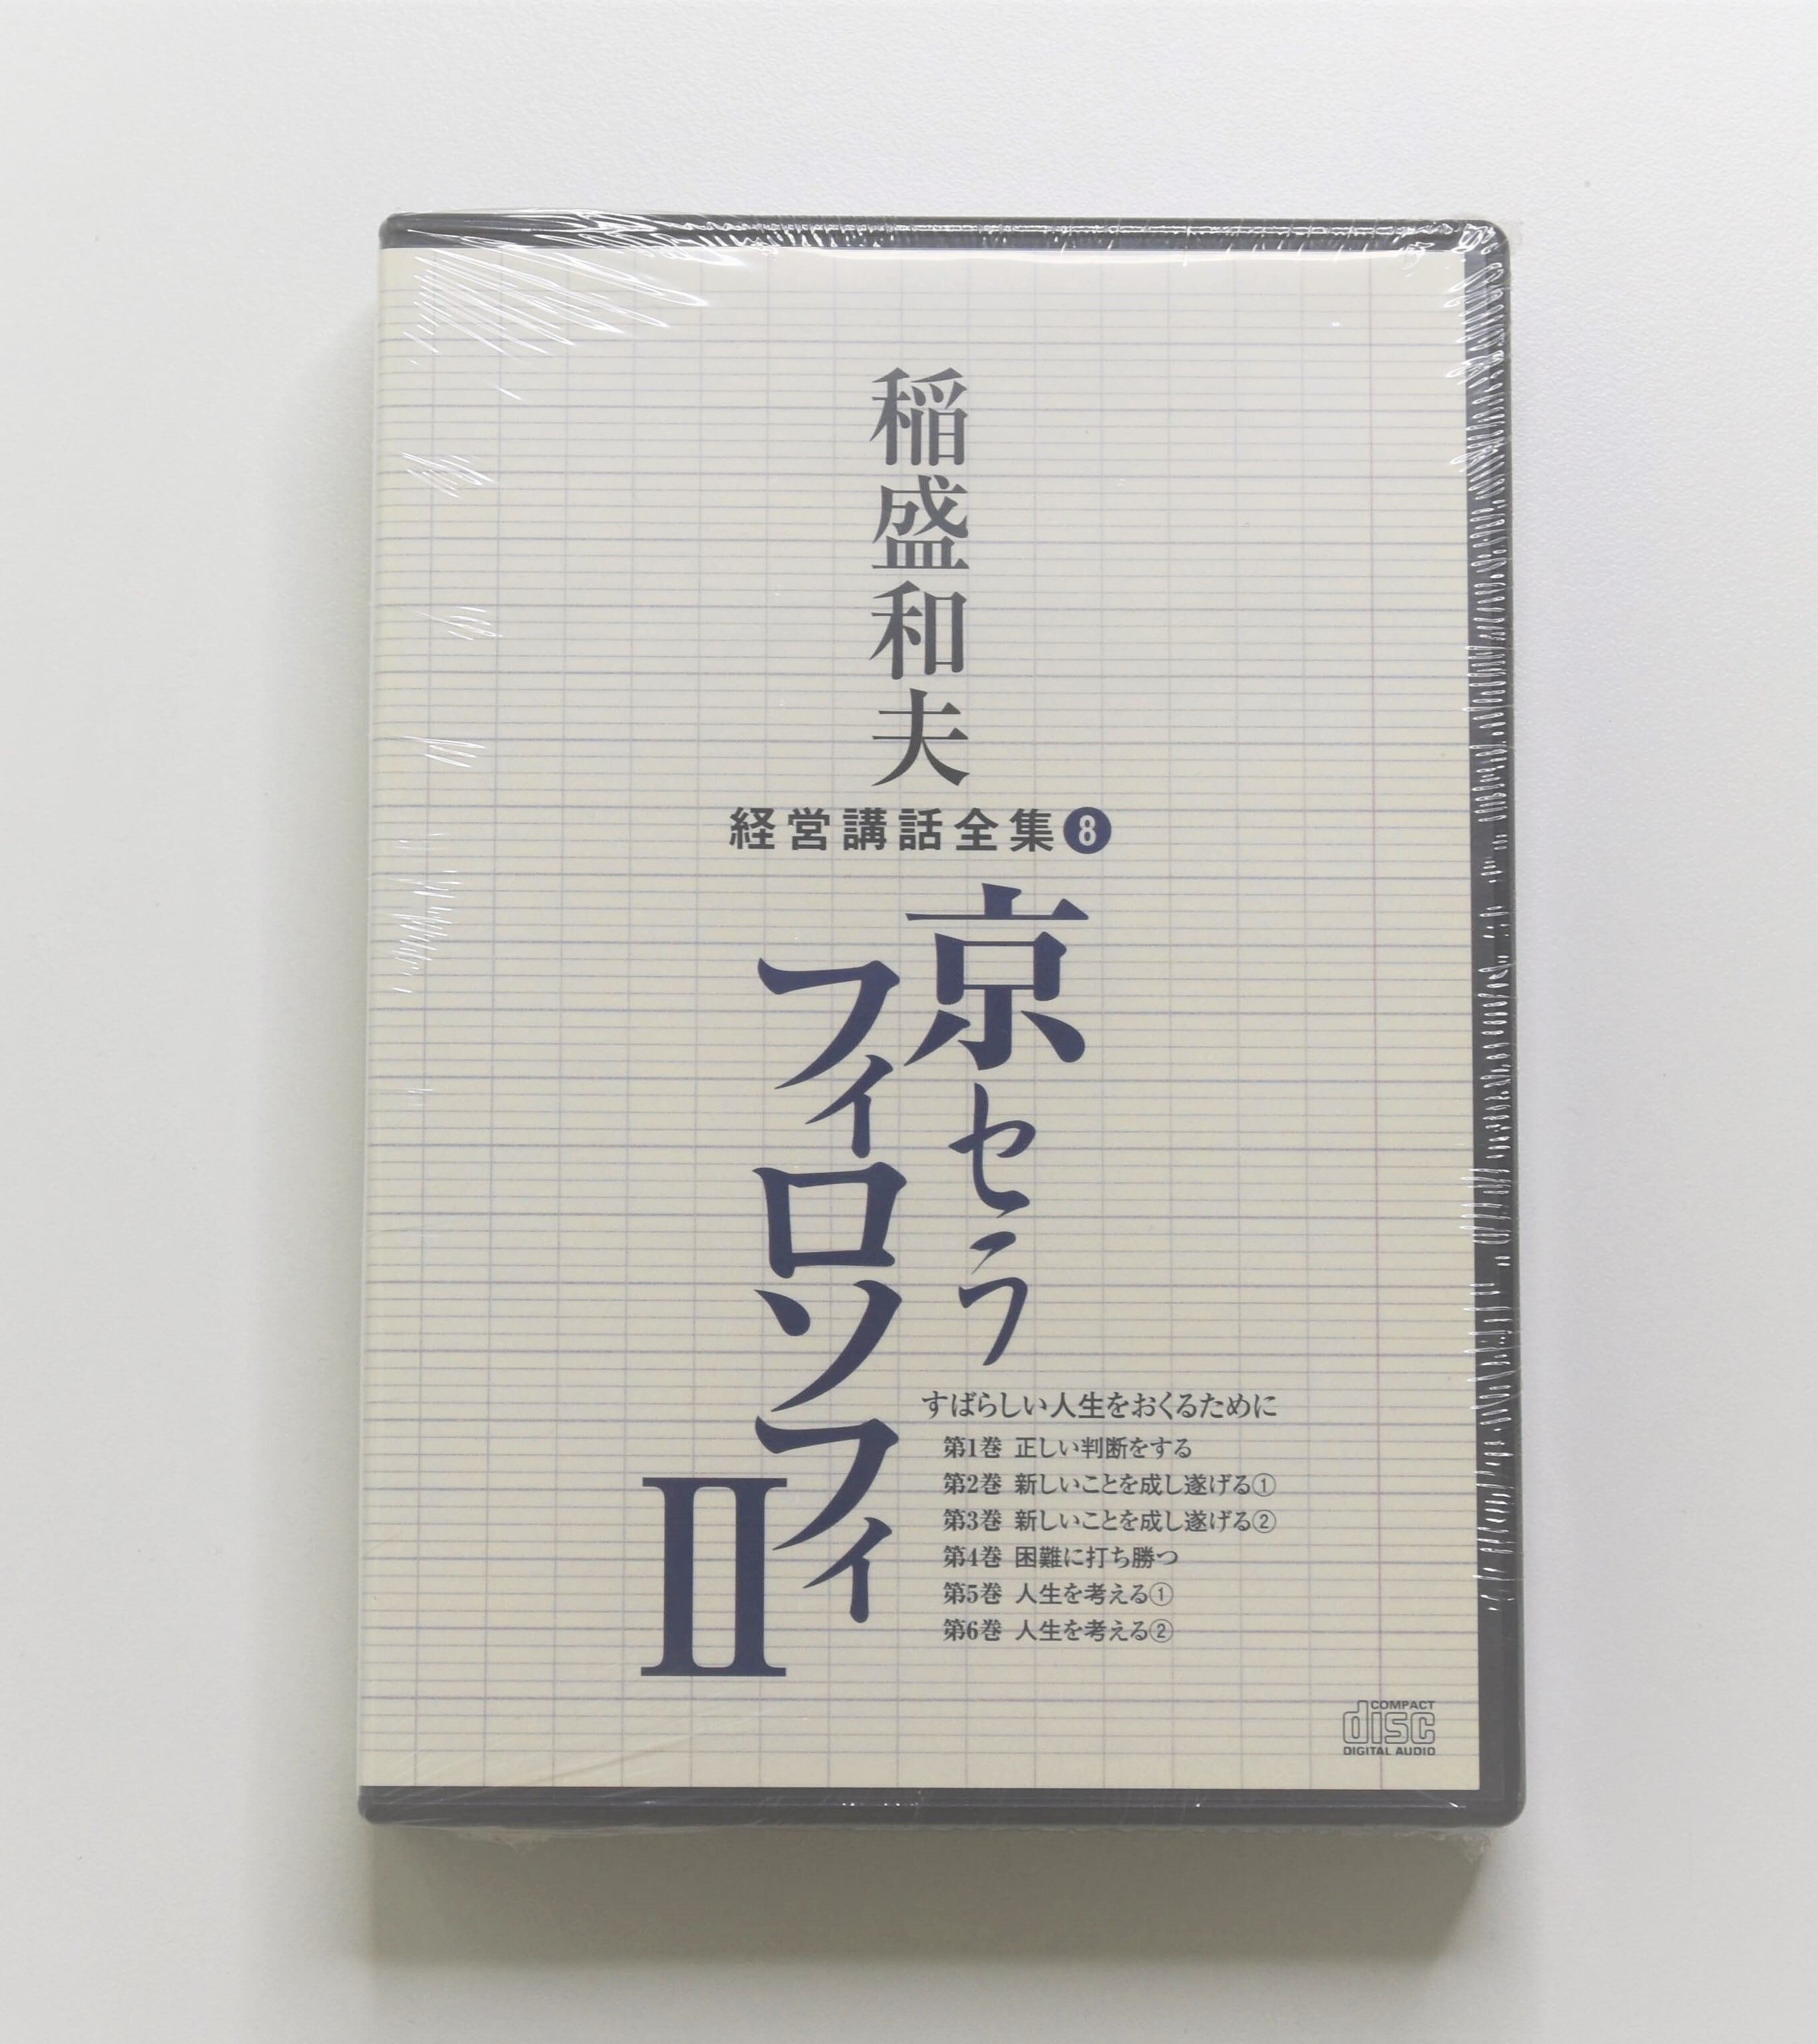 稲盛和夫
経営講話全集❽
京セラ
フィロソフィ
Ⅱ
すばらしい人生をおくるために
第1巻 正しい判断をする
第2巻 新しいことを成し遂げる①
第3巻 新しいことを成し遂げる②
第4巻 困難に打ち勝つ
第5巻 人生を考える①
第6巻 人生を考える②
COMPACT
disc
DIGITAL AUDIO